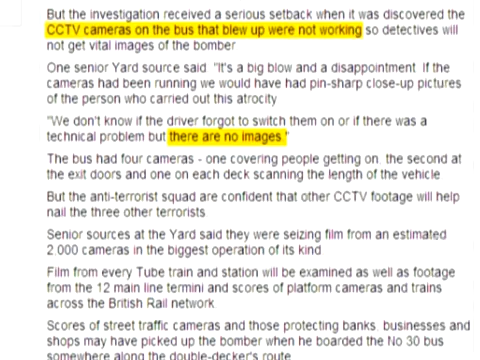 But the investigation received a serious setback when it was discovered the
CCTV cameras on the bus that blew up were not working so detectives will
not get vital images of the bomber
One senior Yard source said "It's a big blow and a disappointment If the
cameras had been running we would have had pin-sharp close-up pictures
of the person who carried out this atrocity
"We don't know if the driver forgot to switch them on or if there was a
technical problem but there are no images "
The bus had four cameras - one covering people getting on, the second at
the exit doors and one on each deck scanning the length of the vehicle
But the anti-terrorist squad are confident that other CCTV footage will help
nail the three other terrorists
Senior sources at the Yard said they were seizing film from an estimated
2,000 cameras in the biggest operation of its kind
Film from every Tube train and station will be examined as well as footage
from the 12 main line termini and scores of platform cameras and trains
across the British Rail network
Scores of street traffic cameras and those protecting banks, businesses and
shops may have picked up the bomber when he boarded the No 30 bus
somewhere along the double-decker's route